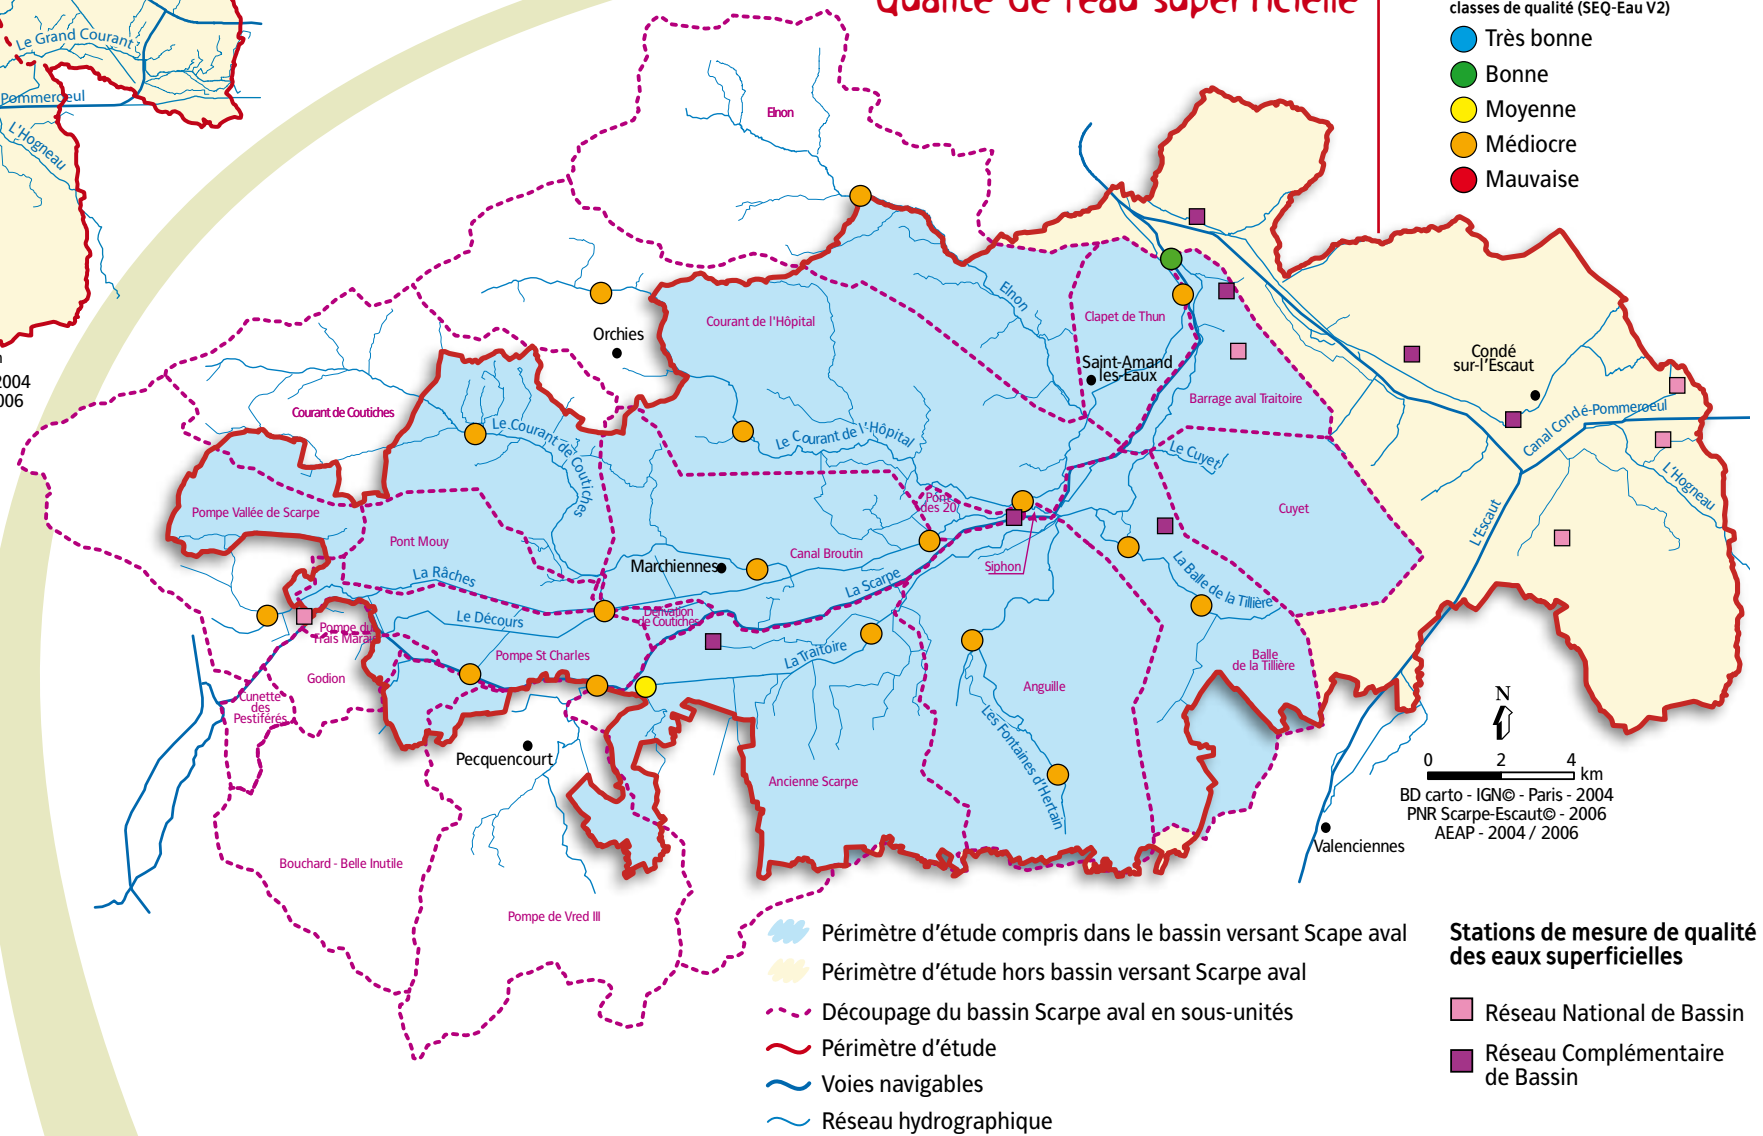 Qualité de l'eau superficielle
classes de qualité (SEQ-Eau V2)
Très bonne
Bonne
Moyenne
Médiocre
Mauvaise
Le Grand Courant
Pommeroeul
L'Hogneau
2004
006
Elnon
Orchies
Courant de l'Hôpital
Elnon
Clapet de Thun
Saint-Amand
les-Eaux
Barrage aval Traitoire
Condé
sur-l'Escaut
Canal Condé-Pommeroeul
L'Hogneau
L'Escaut
Courant de Coutiches
Le Courant de Coutiches
Le Courant de l'Hôpital
Le Cuyet
Cuyet
Pompe Vallée de Scarpe
Pont Mouy
Pont
des 20
Canal Broutin
Siphon
Marchiennes
La Râches
La Scarpe
Le Décours
Dérivation
de Coutiches
La Balle de la Tillière
Pompe du
Frais Marais
Pompe St Charles
La Traitoire
Balle
de la Tillière
Godion
Cunette
des
Pestiférés
Anguille
Les Fontaines d'Hertain
Pecquencourt
Ancienne Scarpe
Bouchard - Belle Inutile
Pompe de Vred III
Valenciennes
N
0 2 4 km
BD carto - IGN© - Paris - 2004
PNR Scarpe-Escaut© - 2006
AEAP - 2004 / 2006
Périmètre d'étude compris dans le bassin versant Scape aval
Périmètre d'étude hors bassin versant Scarpe aval
Découpage du bassin Scarpe aval en sous-unités
Périmètre d'étude
Voies navigables
Réseau hydrographique
Stations de mesure de qualité
des eaux superficielles
Réseau National de Bassin
Réseau Complémentaire
de Bassin